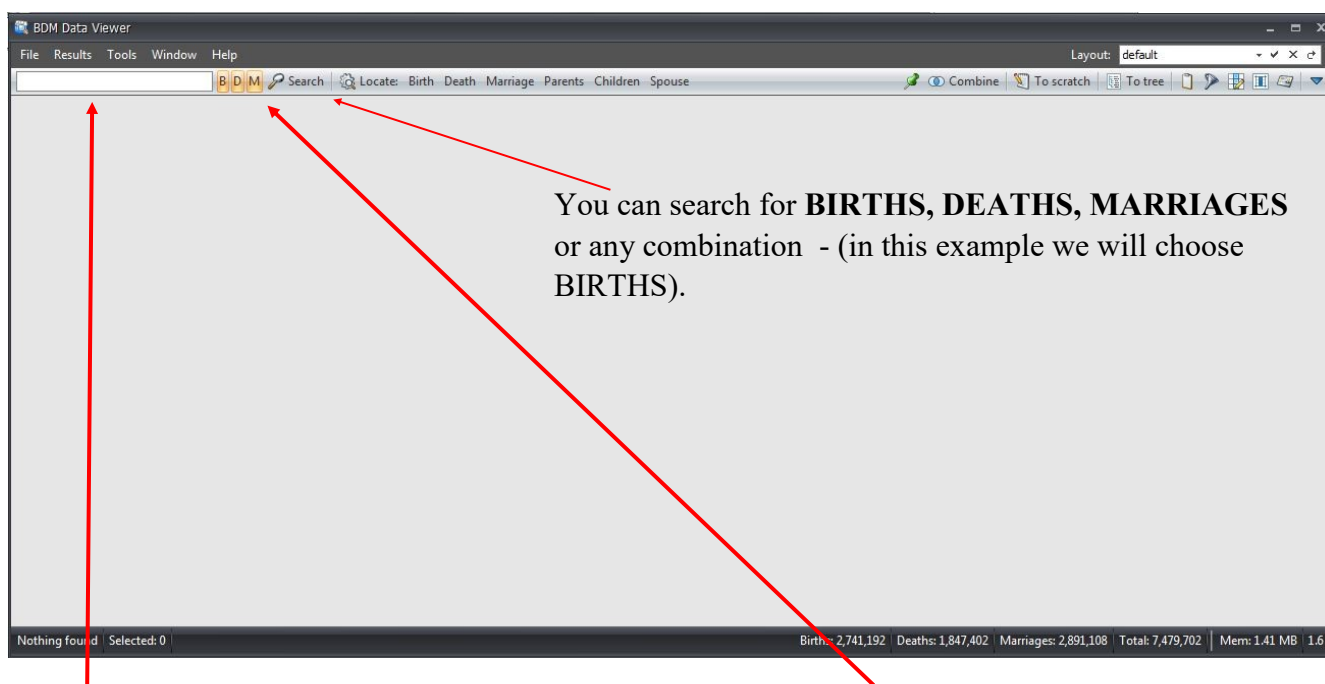 BDM Data Viewer
File Results Tools Window Help Layout: default
B D M Search Locate: Birth Death Marriage Parents Children Spouse Combine To scratch To tree
You can search for BIRTHS, DEATHS, MARRIAGES
or any combination - (in this example we will choose
BIRTHS).
Nothing found Selected: 0 Births: 2,741,192 Deaths: 1,847,402 Marriages: 2,891,108 Total: 7,479,702 Mem: 1.41 MB 1.6